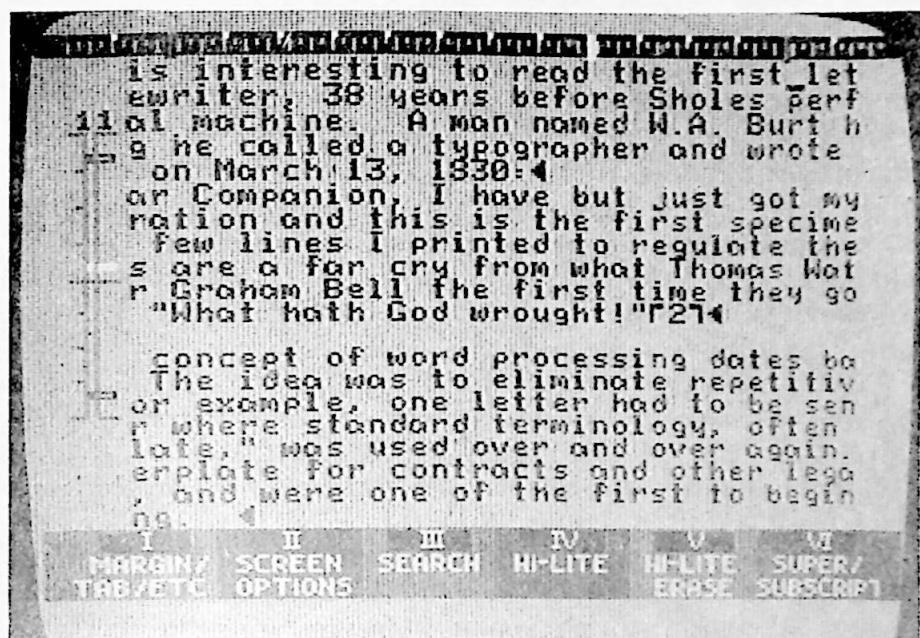 is interesting to read the first let
ewriter, 38 years before Sholes perf
11 al machine. A man named W.A. Burt h
g he called a typographer and wrote
on March 13, 1830:◄
ar Companion, I have but just got my
ration and this is the first specime
few lines I printed to regulate the
s are a far cry from what Thomas Wat
r Graham Bell the first time they go
"What hath God wrought!"[2]◄
concept of word processing dates ba
The idea was to eliminate repetitiv
or example, one letter had to be sen
r where standard terminology, often
late," was used over and over again.
erplate for contracts and other lega
, and were one of the first to begin
ng. ◄
I II III IV V VI
MARGIN/ SCREEN SEARCH HI-LITE HI-LITE SUPER/
TAB/ETC OPTIONS ERASE SUBSCRIPT